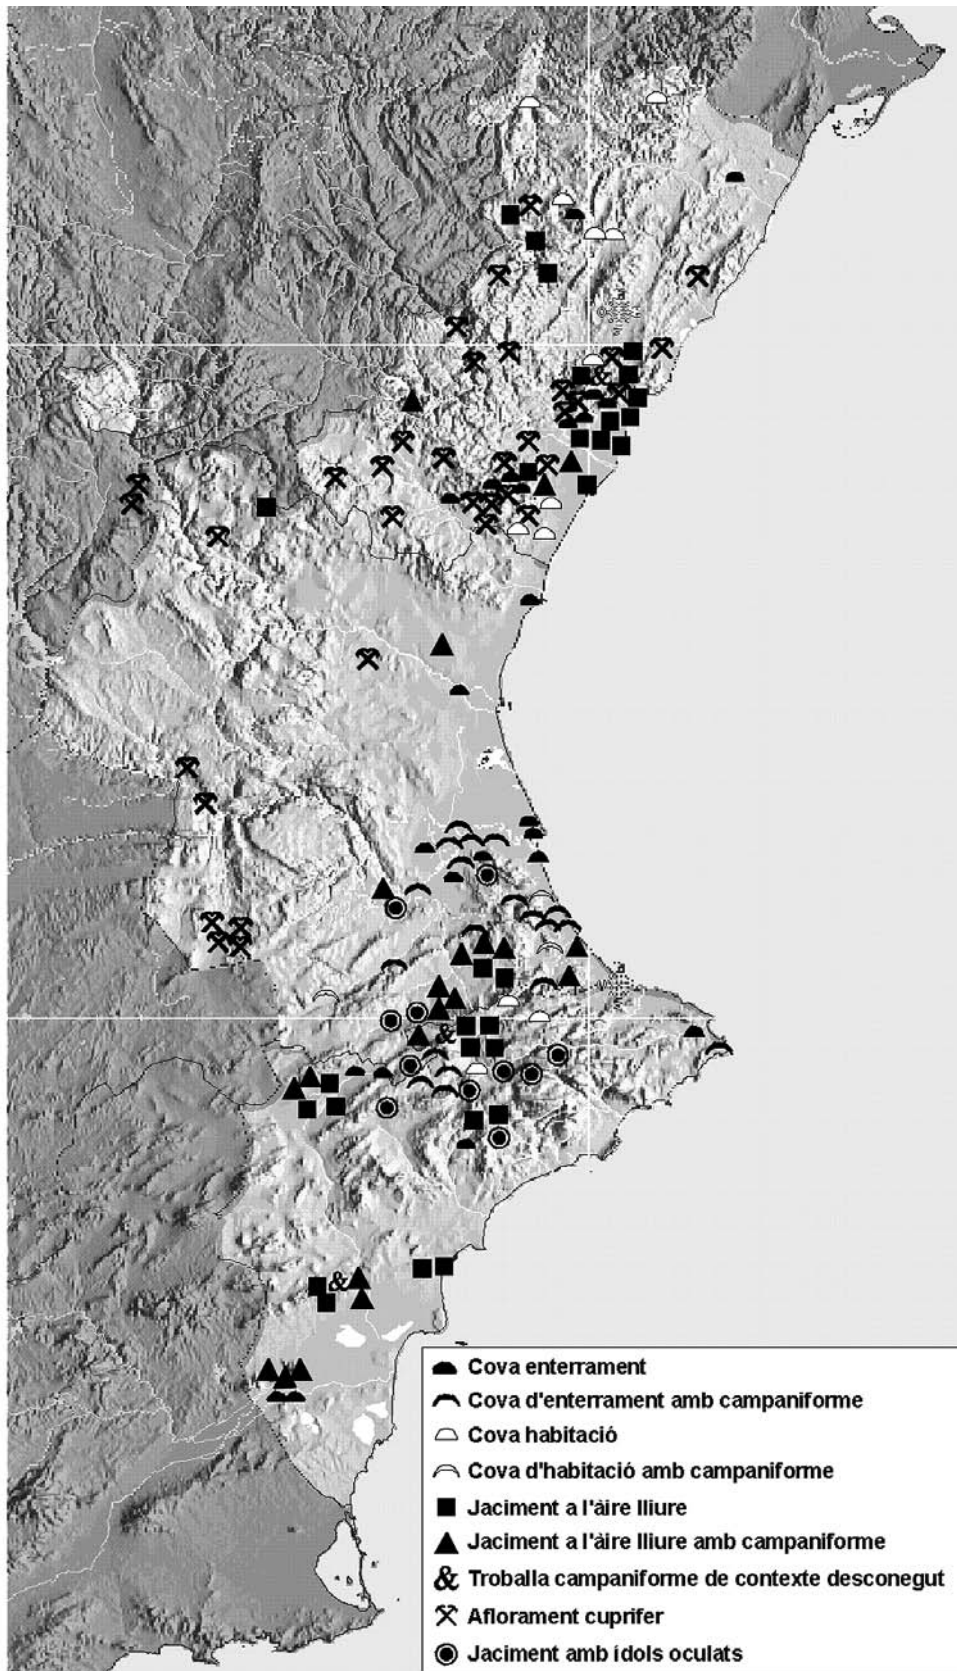 Cova enterrament
Cova d'enterrament amb campaniforme
Cova habitació
Cova d'habitació amb campaniforme
Jaciment a l'àire lliure
Jaciment a l'àire lliure amb campaniforme
& Troballa campaniforme de contexte desconegut
Aflorament cuprifer
Jaciment amb ídols oculats
&
&
&